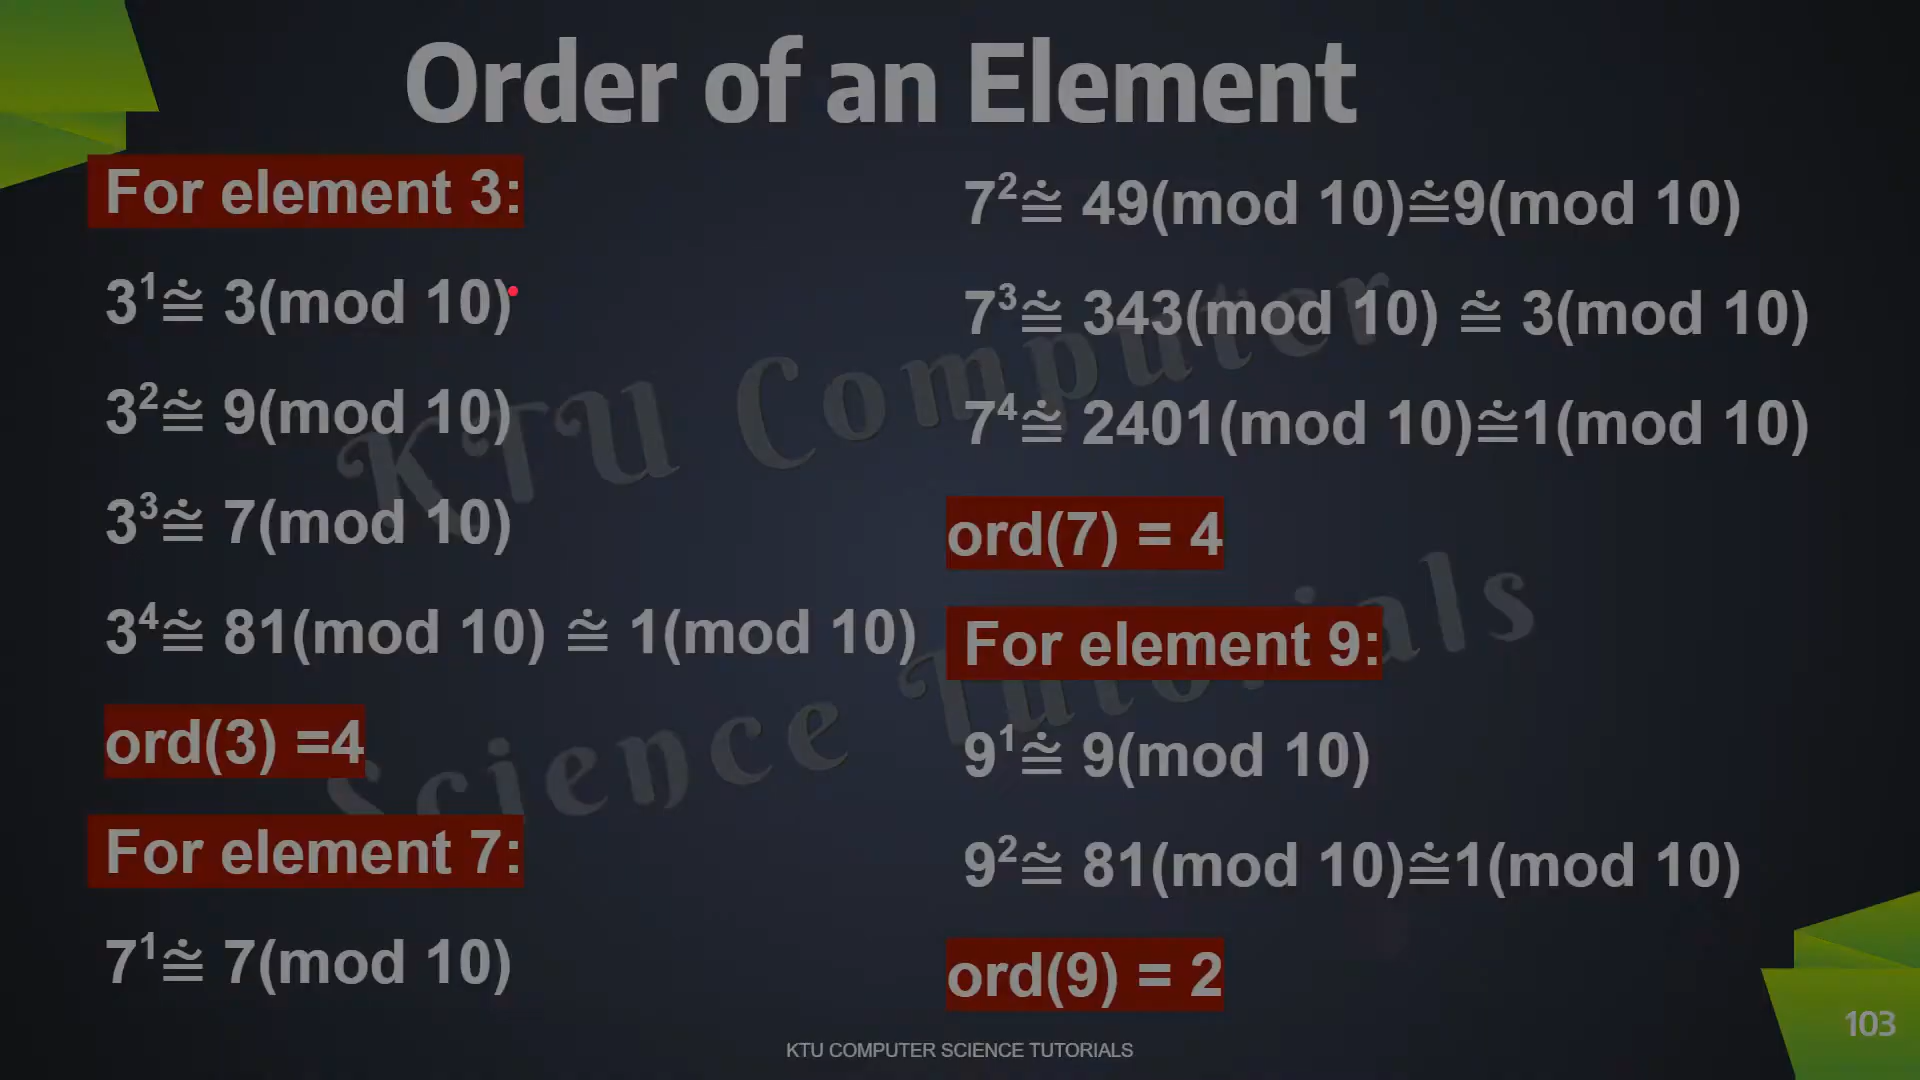 Order of an Element
For element 3:
3¹≅̇ 3(mod 10)
3²≅̇ 9(mod 10)
3³≅̇ 7(mod 10)
3⁴≅̇ 81(mod 10) ≅̇ 1(mod 10)
ord(3) =4
For element 7:
7¹≅̇ 7(mod 10)
7²≅̇ 49(mod 10)≅̇9(mod 10)
7³≅̇ 343(mod 10) ≅̇ 3(mod 10)
7⁴≅̇ 2401(mod 10)≅̇1(mod 10)
ord(7) = 4
For element 9:
9¹≅̇ 9(mod 10)
9²≅̇ 81(mod 10)≅̇1(mod 10)
ord(9) = 2
KTU Computer
Science Tutorials
KTU COMPUTER SCIENCE TUTORIALS
103